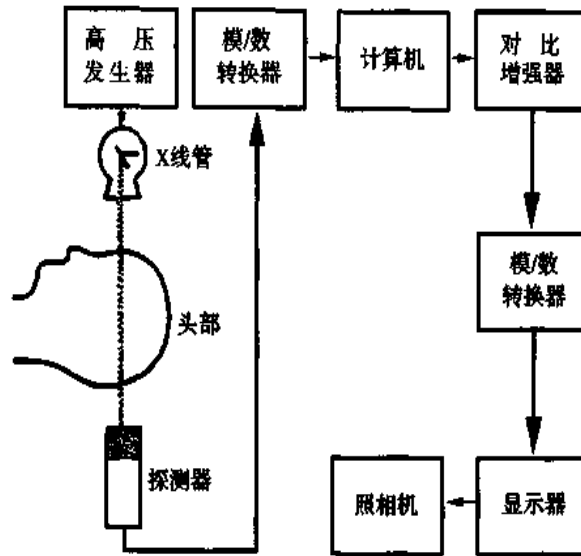 高 压
发生器
模/数
转换器
计算机
对 比
增强器
X线管
模/数
转换器
头部
探测器
照相机
显示器